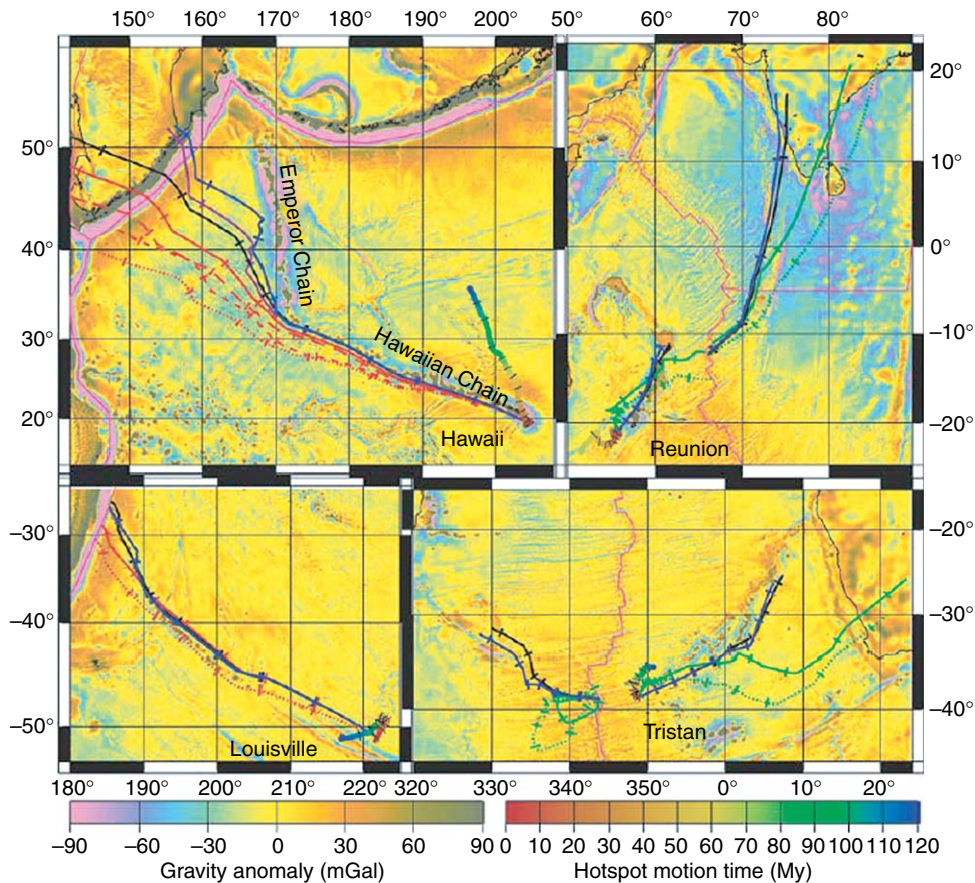 150° 160° 170° 180° 190° 200° 50° 60° 70° 80°
50°
40°
30°
20°
Emperor Chain
Hawaiian Chain
Hawaii
20°
10°
0°
–10°
–20°
Reunion
–30°
–40°
–50°
Louisville
–20°
–30°
–40°
Tristan
180° 190° 200° 210° 220° 320° 330° 340° 350° 0° 10° 20°
–90 –60 –30 0 30 60 90
Gravity anomaly (mGal)
0 10 20 30 40 50 60 70 80 90 100 110 120
Hotspot motion time (My)